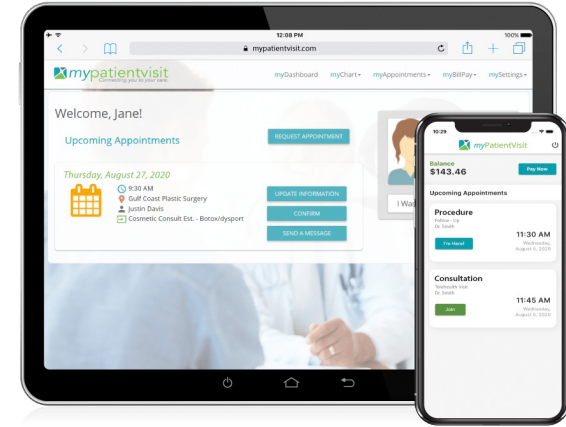 12:08 PM
100%
mypatientvisit.com
mypatientvisit
Connecting you to your care.
myDashboard myChart myAppointments myBillPay mySettings
Welcome, Jane!
Upcoming Appointments
REQUEST APPOINTMENT
Thursday, August 27, 2020
9:30 AM
Gulf Coast Plastic Surgery
Justin Davis
Cosmetic Consult Est. - Botox/dysport
UPDATE INFORMATION
CONFIRM
SEND A MESSAGE
I Wa
10:29
myPatientVisit
Balance
$143.46
Pay Now
Upcoming Appointments
Procedure
Follow - Up
Dr. Smith
I'm Here!
11:30 AM
Wednesday,
August 5, 2020
Consultation
Telehealth Visit
Dr. Smith
Join
11:45 AM
Wednesday,
August 5, 2020